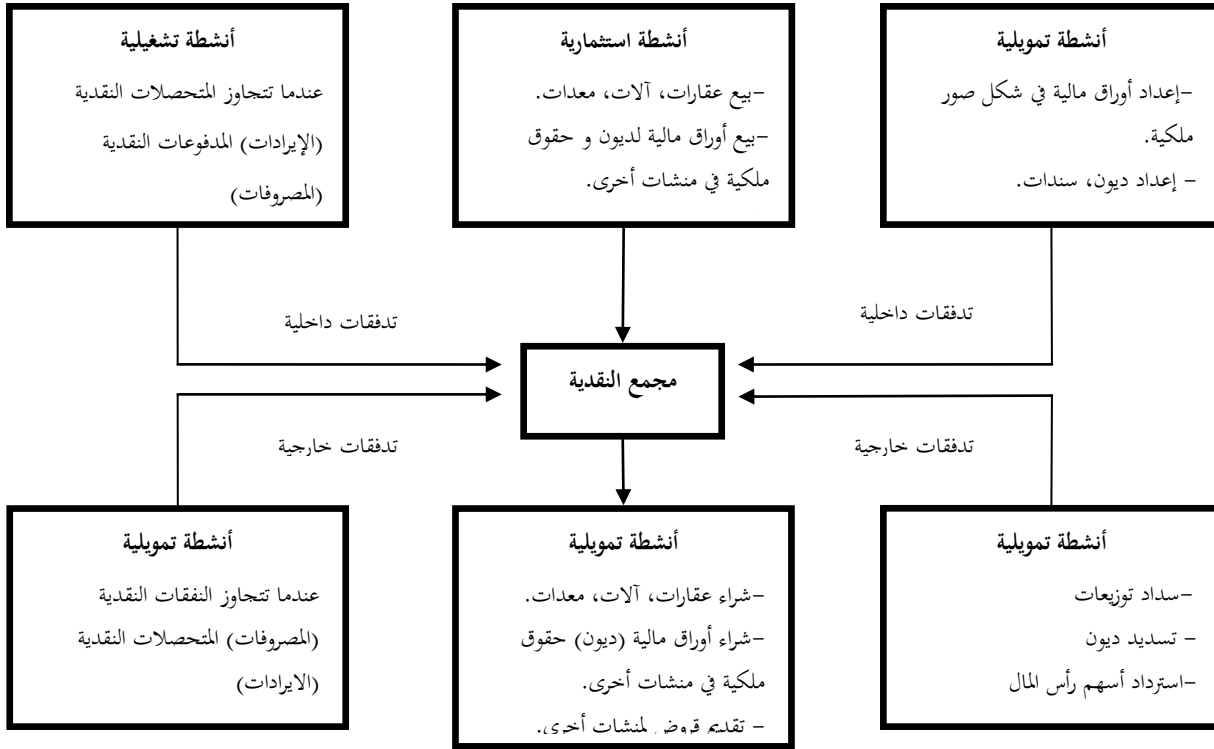 أنشطة تمويلية
–إعداد أوراق مالية في شكل صور
ملكية.
– إعداد ديون، سندات.
أنشطة استثمارية
–بيع عقارات، آلات، معدات.
–بيع أوراق مالية لديون و حقوق
ملكية في منشات أخرى.
أنشطة تشغيلية
عندما تتجاوز المتحصلات النقدية
(الإيرادات) المدفوعات النقدية
(المصروفات)
تدفقات داخلية
تدفقات داخلية
مجمع النقدية
تدفقات خارجية
تدفقات خارجية
أنشطة تمويلية
–سداد توزيعات
– تسديد ديون
–استرداد أسهم رأس المال
أنشطة تمويلية
–شراء عقارات، آلات، معدات.
–شراء أوراق مالية (ديون) حقوق
ملكية في منشات أخرى.
– تقديم قروض لمنشات أخرى.
أنشطة تمويلية
عندما تتجاوز النفقات النقدية
(المصروفات) المتحصلات النقدية
(الايرادات)